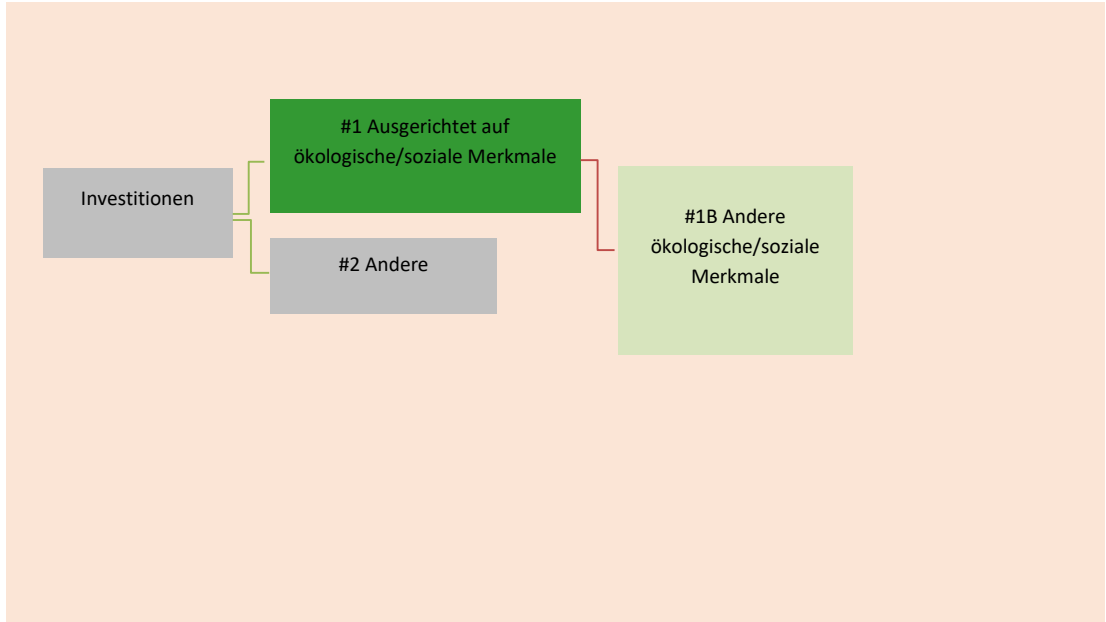 Investitionen
#1 Ausgerichtet auf
ökologische/soziale Merkmale
#2 Andere
#1B Andere
ökologische/soziale
Merkmale